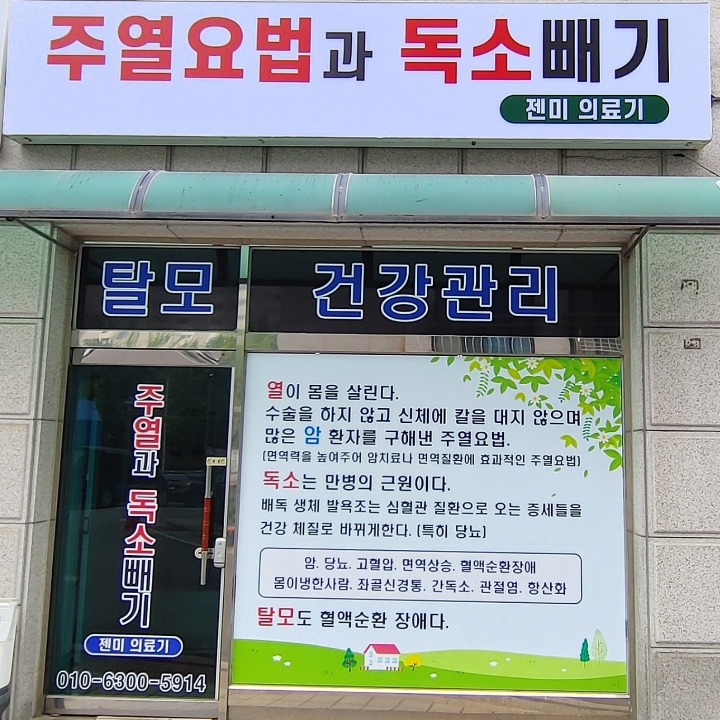 주열요법과 독소빼기
젠미 의료기
탈모 건강관리
주열과 독소빼기
젠미 의료기
010-6300-5914
열이 몸을 살린다.
수술을 하지 않고 신체에 칼을 대지 않으며
많은 암 환자를 구해낸 주열요법.
(면역력을 높여주어 암치료나 면역질환에 효과적인 주열요법)
독소는 만병의 근원이다.
배독 생체 발욕조는 심혈관 질환으로 오는 증세들을
건강 체질로 바뀌게한다. (특히 당뇨)
암. 당뇨. 고혈압. 면역상승. 혈액순환장애
몸이냉한사람. 좌골신경통. 간독소. 관절염. 항산화
탈모도 혈액순환 장애다.